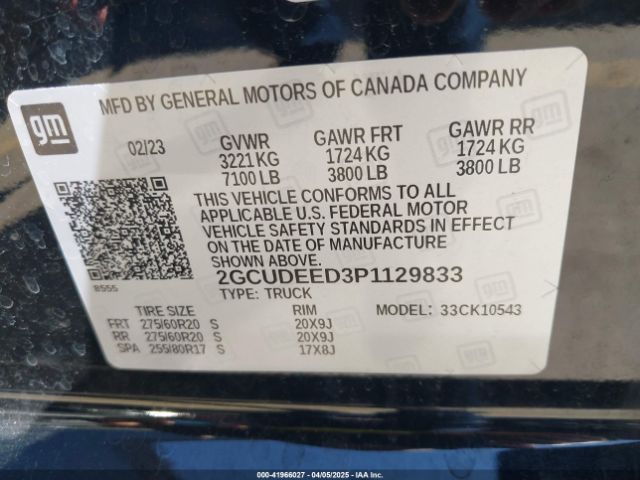 gm
MFD BY GENERAL MOTORS OF CANADA COMPANY
02/23 GVWR GAWR FRT GAWR RR
3221 KG 1724 KG 1724 KG
7100 LB 3800 LB 3800 LB
THIS VEHICLE CONFORMS TO ALL
APPLICABLE U.S. FEDERAL MOTOR
VEHICLE SAFETY STANDARDS IN EFFECT
ON THE DATE OF MANUFACTURE
SHOWN ABOVE.
8555
2GCUDEED3P1129833
TYPE: TRUCK
TIRE SIZE RIM MODEL: 33CK10543
FRT 275/60R20 S 20X9J
RR 275/60R20 S 20X9J
SPA 255/80R17 S 17X8J
000-41966027 - 04/05/2025 - IAA Inc.